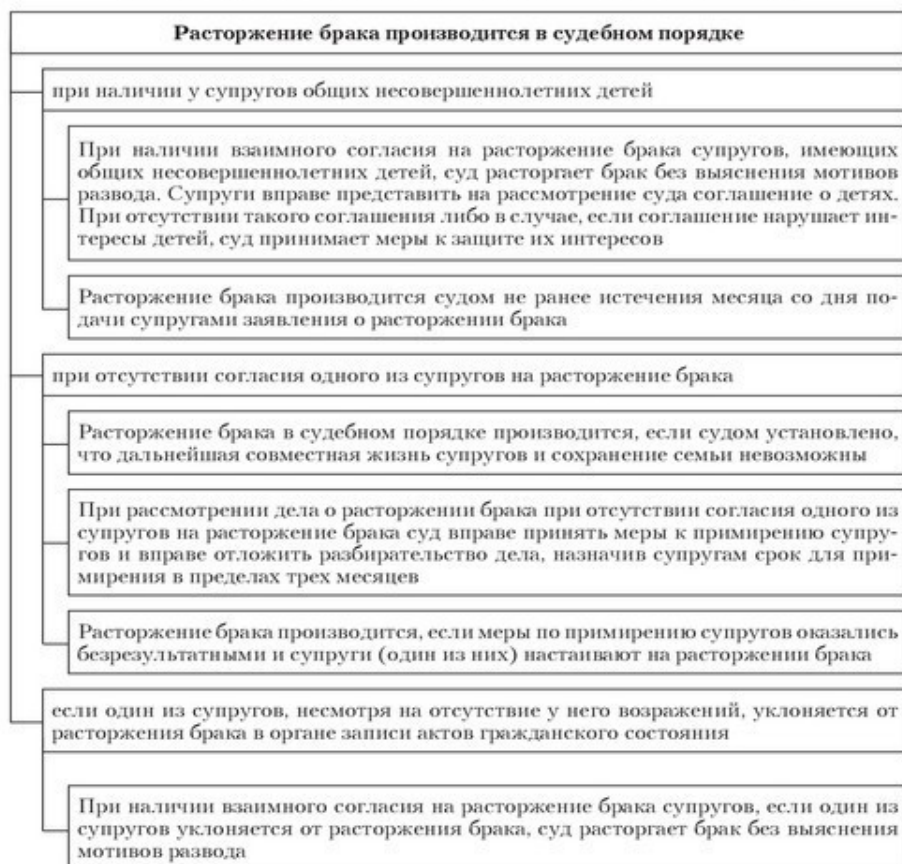 Расторжение брака производится в судебном порядке
при наличии у супругов общих несовершеннолетних детей
При наличии взаимного согласия на расторжение брака супругов, имеющих
общих несовершеннолетних детей, суд расторгает брак без выяснения мотивов
развода. Супруги вправе представить на рассмотрение суда соглашение о детях.
При отсутствии такого соглашения либо в случае, если соглашение нарушает ин-
тересы детей, суд принимает меры к защите их интересов
Расторжение брака производится судом не ранее истечения месяца со дня по-
дачи супругами заявления о расторжении брака
при отсутствии согласия одного из супругов на расторжение брака
Расторжение брака в судебном порядке производится, если судом установлено,
что дальнейшая совместная жизнь супругов и сохранение семьи невозможны
При рассмотрении дела о расторжении брака при отсутствии согласия одного из
супругов на расторжение брака суд вправе принять меры к примирению супру-
гов и вправе отложить разбирательство дела, назначив супругам срок для при-
мирения в пределах трех месяцев
Расторжение брака производится, если меры по примирению супругов оказались
безрезультатными и супруги (один из них) настаивают на расторжении брака
если один из супругов, несмотря на отсутствие у него возражений, уклоняется от
расторжения брака в органе записи актов гражданского состояния
При наличии взаимного согласия на расторжение брака супругов, если один из
супругов уклоняется от расторжения брака, суд расторгает брак без выяснения
мотивов развода